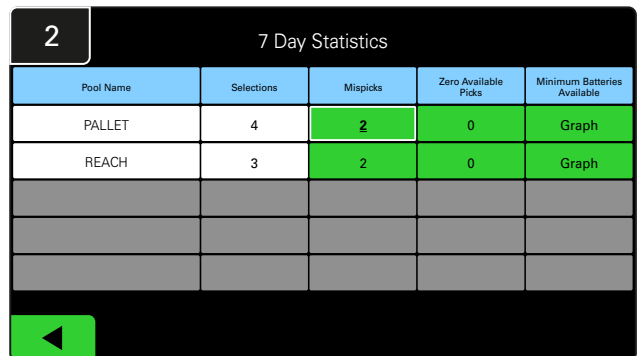 2
7 Day Statistics
Pool Name Selections Mispicks Zero Available Picks Minimum Batteries Available
PALLET 4 2 0 Graph
REACH 3 2 0 Graph